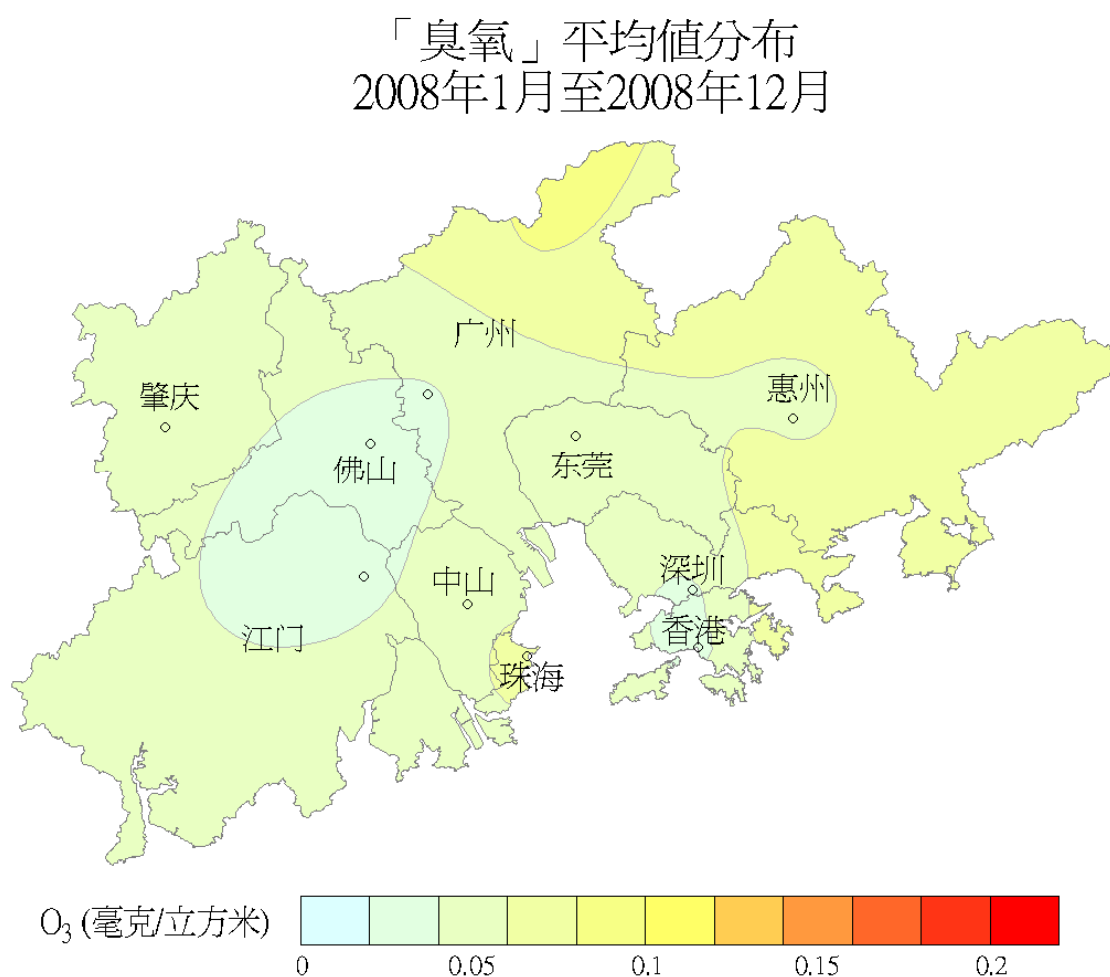 「臭氧」平均值分布
2008年1月至2008年12月
广州
肇庆
惠州
佛山
东莞
深圳
中山
香港
江门
珠海
O₃ (毫克/立方米)
0 0.05 0.1 0.15 0.2